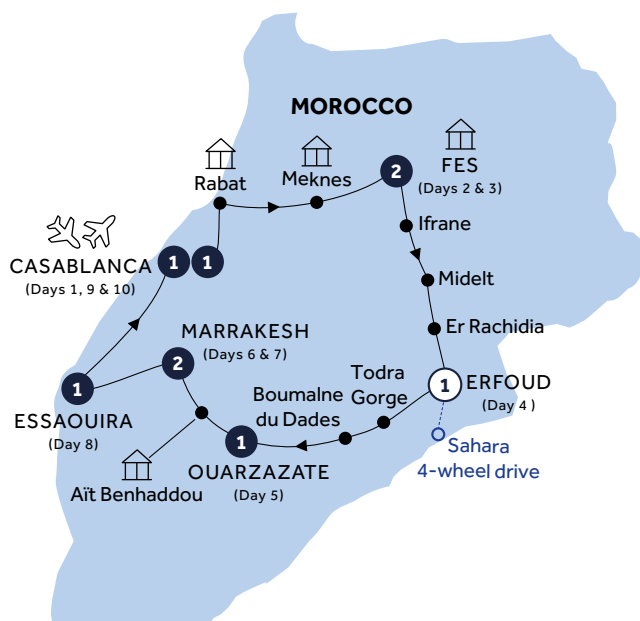 MOROCCO
Rabat
Meknes
2
FES
(Days 2 & 3)
Ifrane
Midelt
Er Rachidia
CASABLANCA
(Days 1, 9 & 10)
1
1
MARRAKESH
(Days 6 & 7)
2
Todra
Gorge
1
ERFOUD
(Day 4 )
Boumalne
du Dades
1
ESSAOUIRA
(Day 8)
1
OUARZAZATE
(Day 5)
Aït Benhaddou
Sahara
4-wheel drive